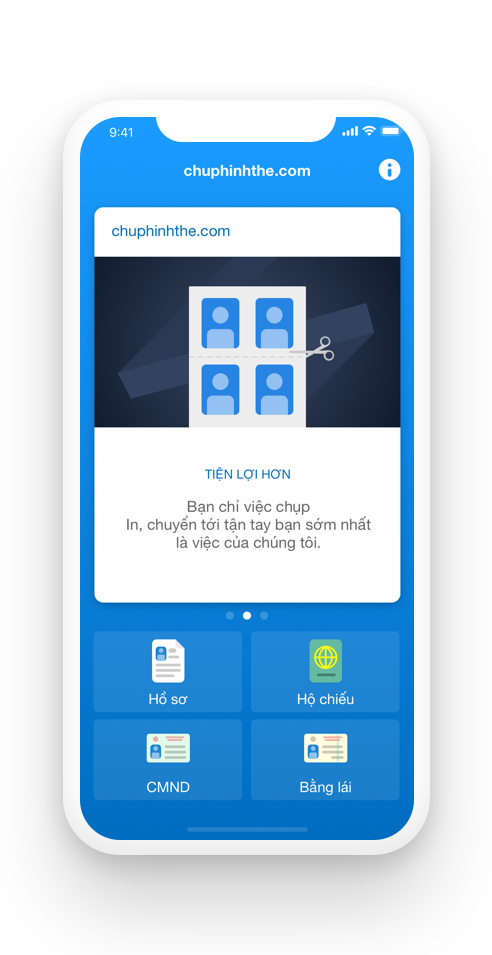 9:41
chuphinhthe.com
chuphinhthe.com
TIỆN LỢI HƠN
Bạn chỉ việc chụp
In, chuyển tới tận tay bạn sớm nhất
là việc của chúng tôi.
Hồ sơ
Hộ chiếu
CMND
Bằng lái